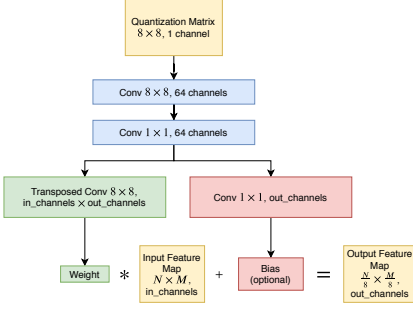 Quantization Matrix
8 × 8, 1 channel
Conv 8 × 8, 64 channels
Conv 1 × 1, 64 channels
Transposed Conv 8 × 8,
in_channels × out_channels
Conv 1 × 1, out_channels
Weight
*
Input Feature
Map
N × M,
in_channels
+
Bias
(optional)
=
Output Feature
Map
N/8 × M/8,
out_channels